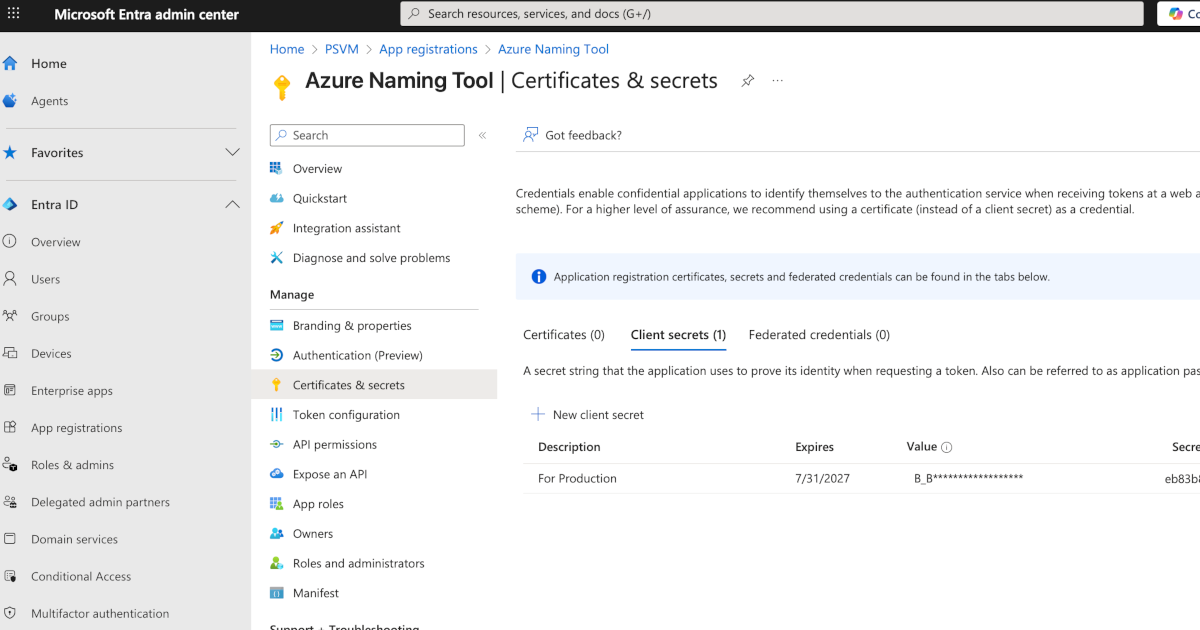 Microsoft Entra admin center
Search resources, services, and docs (G+/)
Home
Agents
Favorites
Entra ID
Overview
Users
Groups
Devices
Enterprise apps
App registrations
Roles & admins
Delegated admin partners
Domain services
Conditional Access
Multifactor authentication
Home > PSVM > App registrations > Azure Naming Tool
Azure Naming Tool | Certificates & secrets
Search
Overview
Quickstart
Integration assistant
Diagnose and solve problems
Manage
Branding & properties
Authentication (Preview)
Certificates & secrets
Token configuration
API permissions
Expose an API
App roles
Owners
Roles and administrators
Manifest
Support + Troubleshooting
Got feedback?
Credentials enable confidential applications to identify themselves to the authentication service when receiving tokens at a web a
scheme). For a higher level of assurance, we recommend using a certificate (instead of a client secret) as a credential.
Application registration certificates, secrets and federated credentials can be found in the tabs below.
Certificates (0) Client secrets (1) Federated credentials (0)
A secret string that the application uses to prove its identity when requesting a token. Also can be referred to as application pas
New client secret
Description Expires Value Secre
For Production 7/31/2027 B_B****************** eb83b